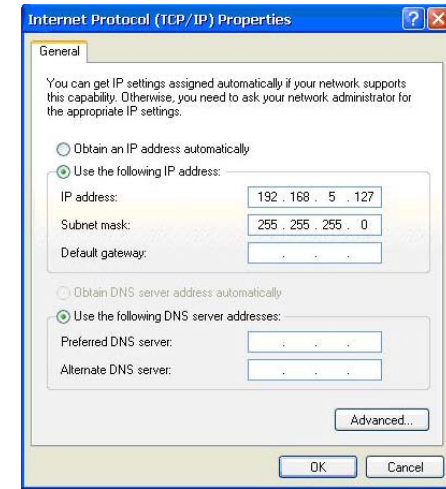 Internet Protocol (TCP/IP) Properties
General
You can get IP settings assigned automatically if your network supports
this capability. Otherwise, you need to ask your network administrator for
the appropriate IP settings.
Obtain an IP address automatically
Use the following IP address:
IP address: 192 . 168 . 5 . 127
Subnet mask: 255 . 255 . 255 . 0
Default gateway: . . .
Obtain DNS server address automatically
Use the following DNS server addresses:
Preferred DNS server: . . .
Alternate DNS server: . . .
Advanced...
OK Cancel